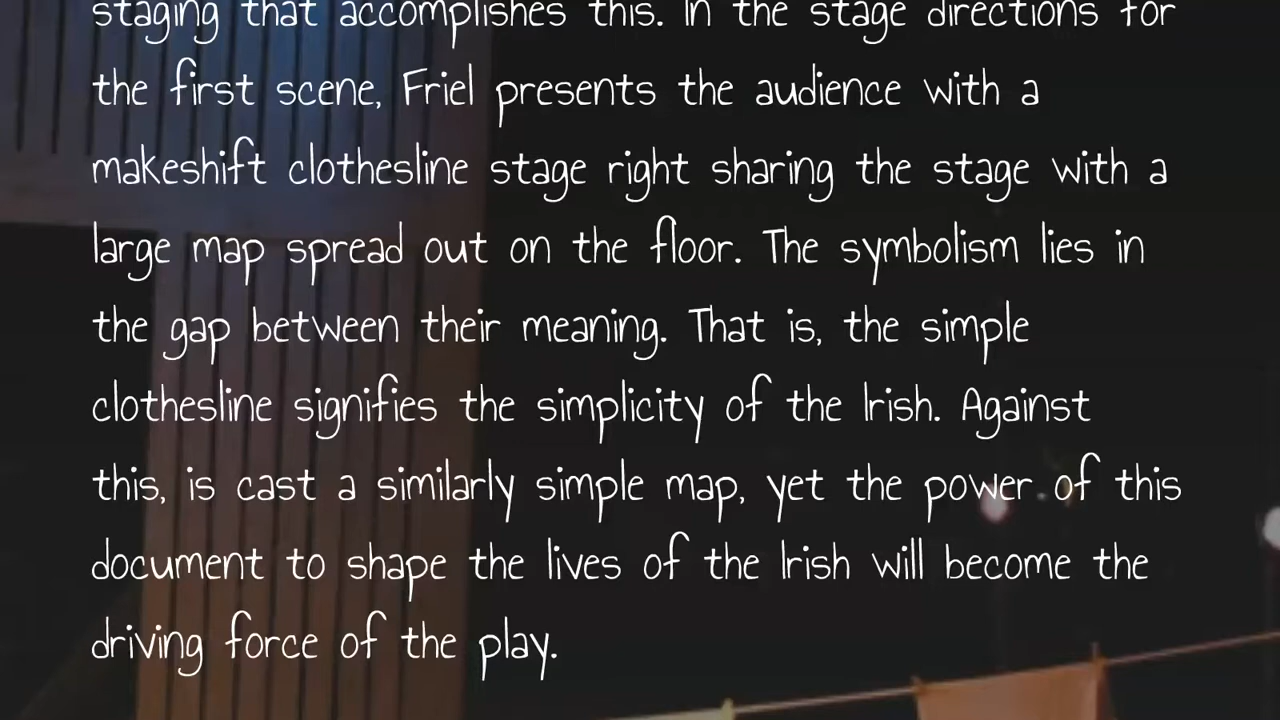 staging that accomplishes this. In the stage directions for
the first scene, Friel presents the audience with a
makeshift clothesline stage right sharing the stage with a
large map spread out on the floor. The symbolism lies in
the gap between their meaning. That is, the simple
clothesline signifies the simplicity of the Irish. Against
this, is cast a similarly simple map, yet the power of this
document to shape the lives of the Irish will become the
driving force of the play.